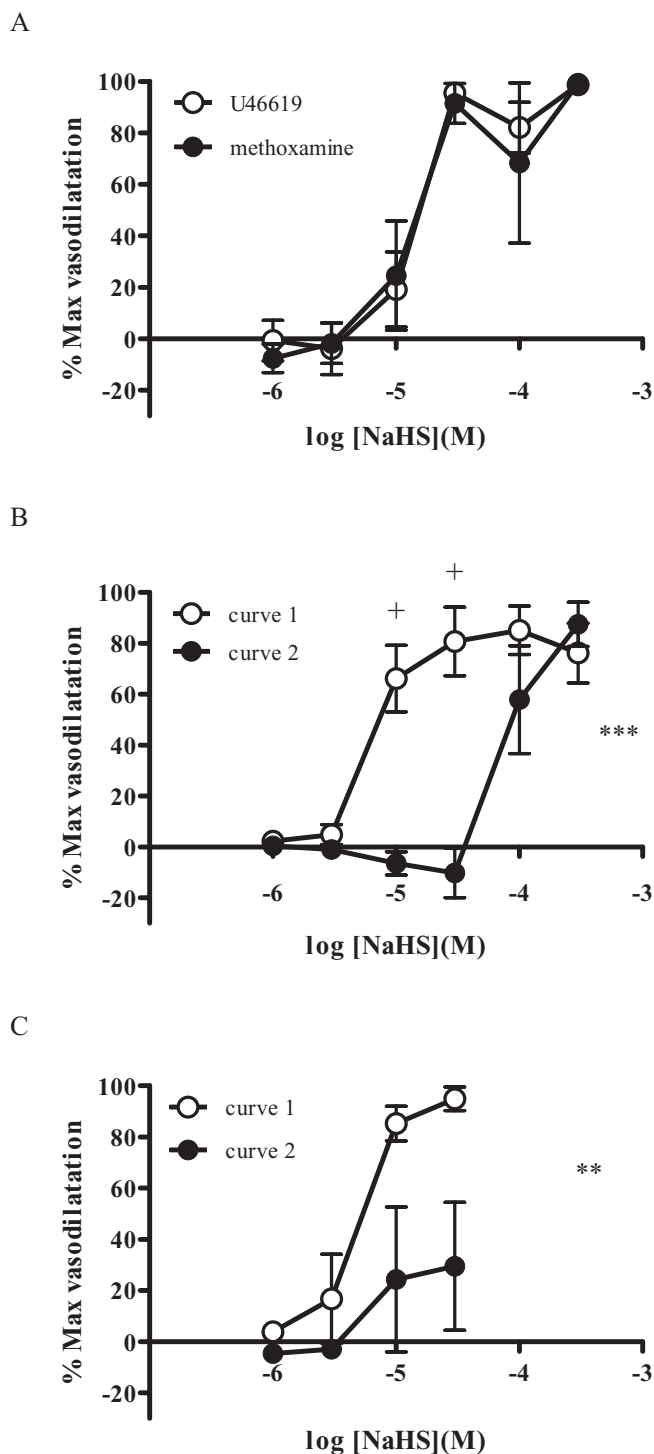 A
% Max vasodilatation
100
80
60
40
20
0
-20
U46619
methoxamine
-6
-5
-4
-3
log [NaHS](M)
B
% Max vasodilatation
100
80
60
40
20
0
-20
curve 1
curve 2
+
+
***
-6
-5
-4
-3
log [NaHS](M)
C
% Max vasodilatation
100
80
60
40
20
0
-20
curve 1
curve 2
**
-6
-5
-4
-3
log [NaHS](M)